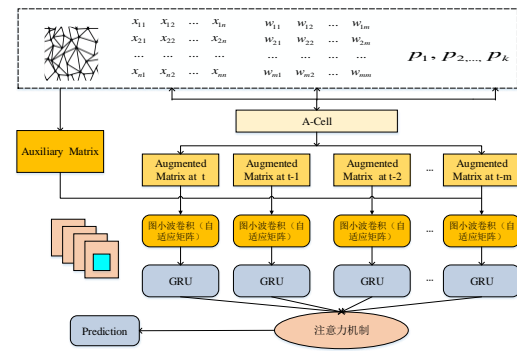 x11 x12 ... x1n w11 w12 ... w1m
x21 x22 ... x2n w21 w22 ... w2m
... ... ... ... ... ... ... ...
xn1 xn2 ... xnn wm1 wm2 ... wmm
p1, p2,..., pk
A-Cell
Auxiliary Matrix
Augmented Matrix at t
Augmented Matrix at t-1
Augmented Matrix at t-2
...
Augmented Matrix at t-m
图小波卷积（自适应矩阵）
图小波卷积（自适应矩阵）
图小波卷积（自适应矩阵）
图小波卷积（自适应矩阵）
GRU
GRU
GRU
...
GRU
Prediction
注意力机制